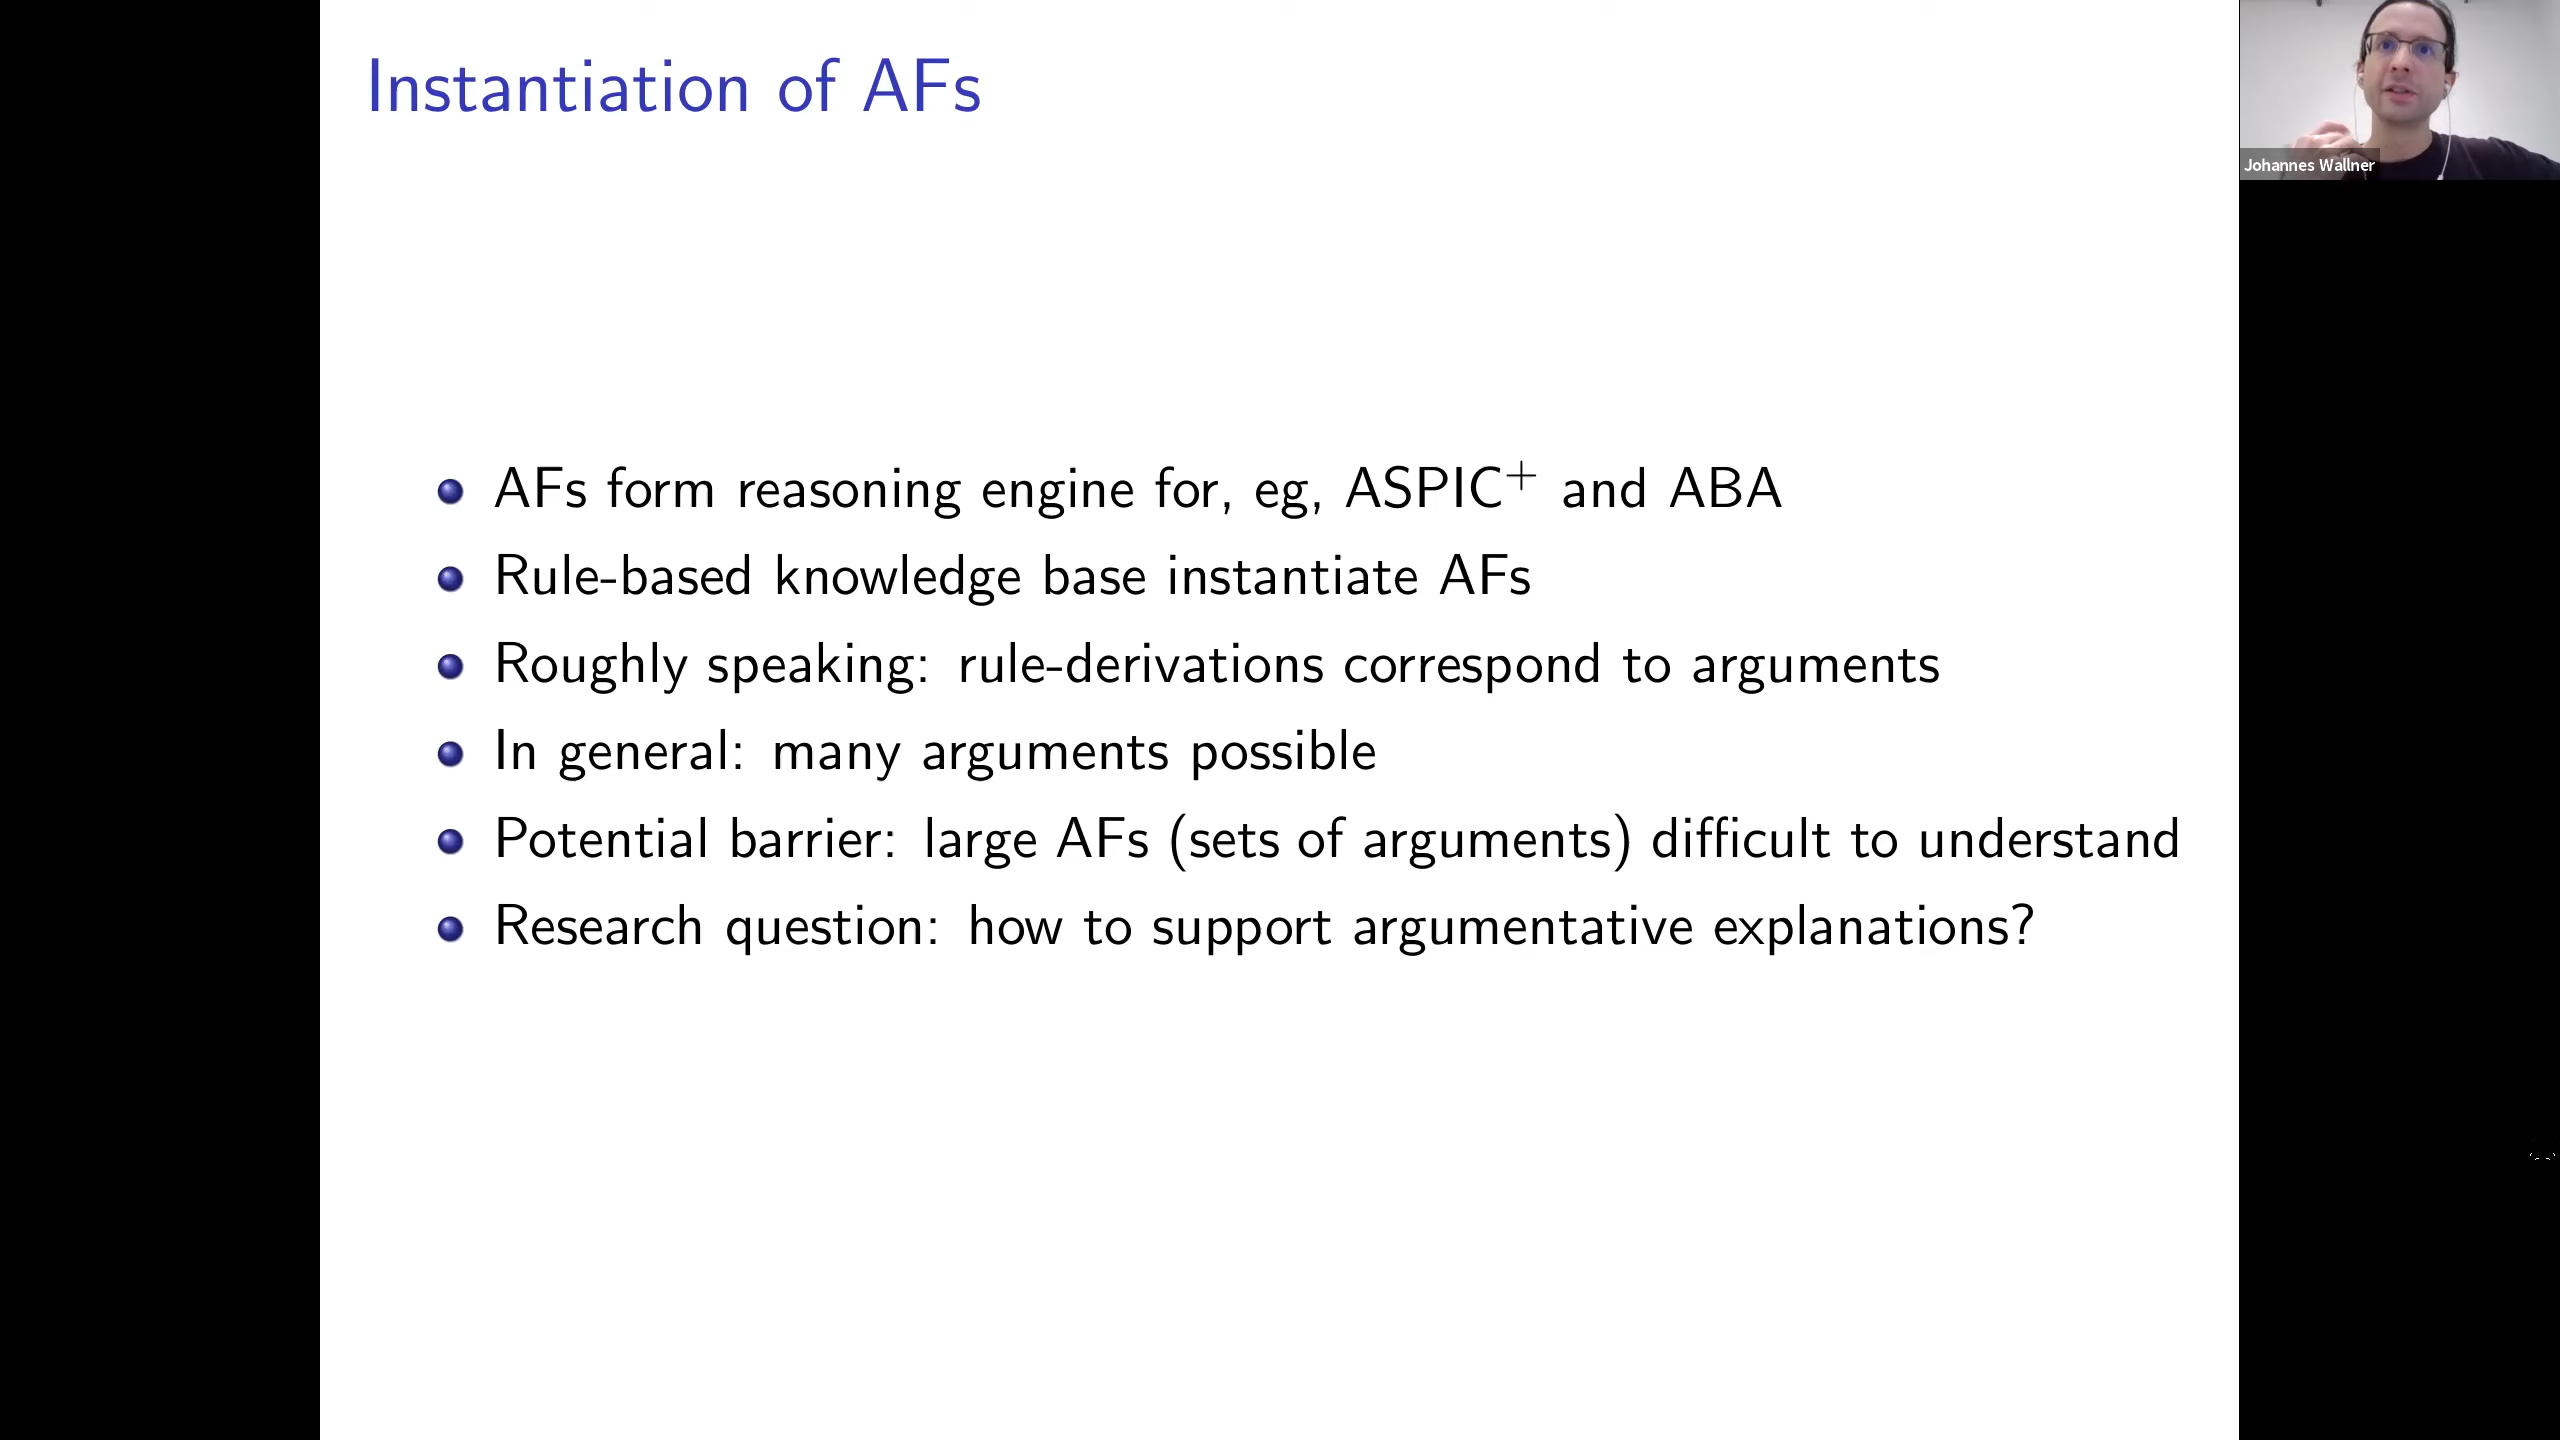 Instantiation of AFs
Johannes Wallner
AFs form reasoning engine for, eg, ASPIC⁺ and ABA
Rule-based knowledge base instantiate AFs
Roughly speaking: rule-derivations correspond to arguments
In general: many arguments possible
Potential barrier: large AFs (sets of arguments) difficult to understand
Research question: how to support argumentative explanations?